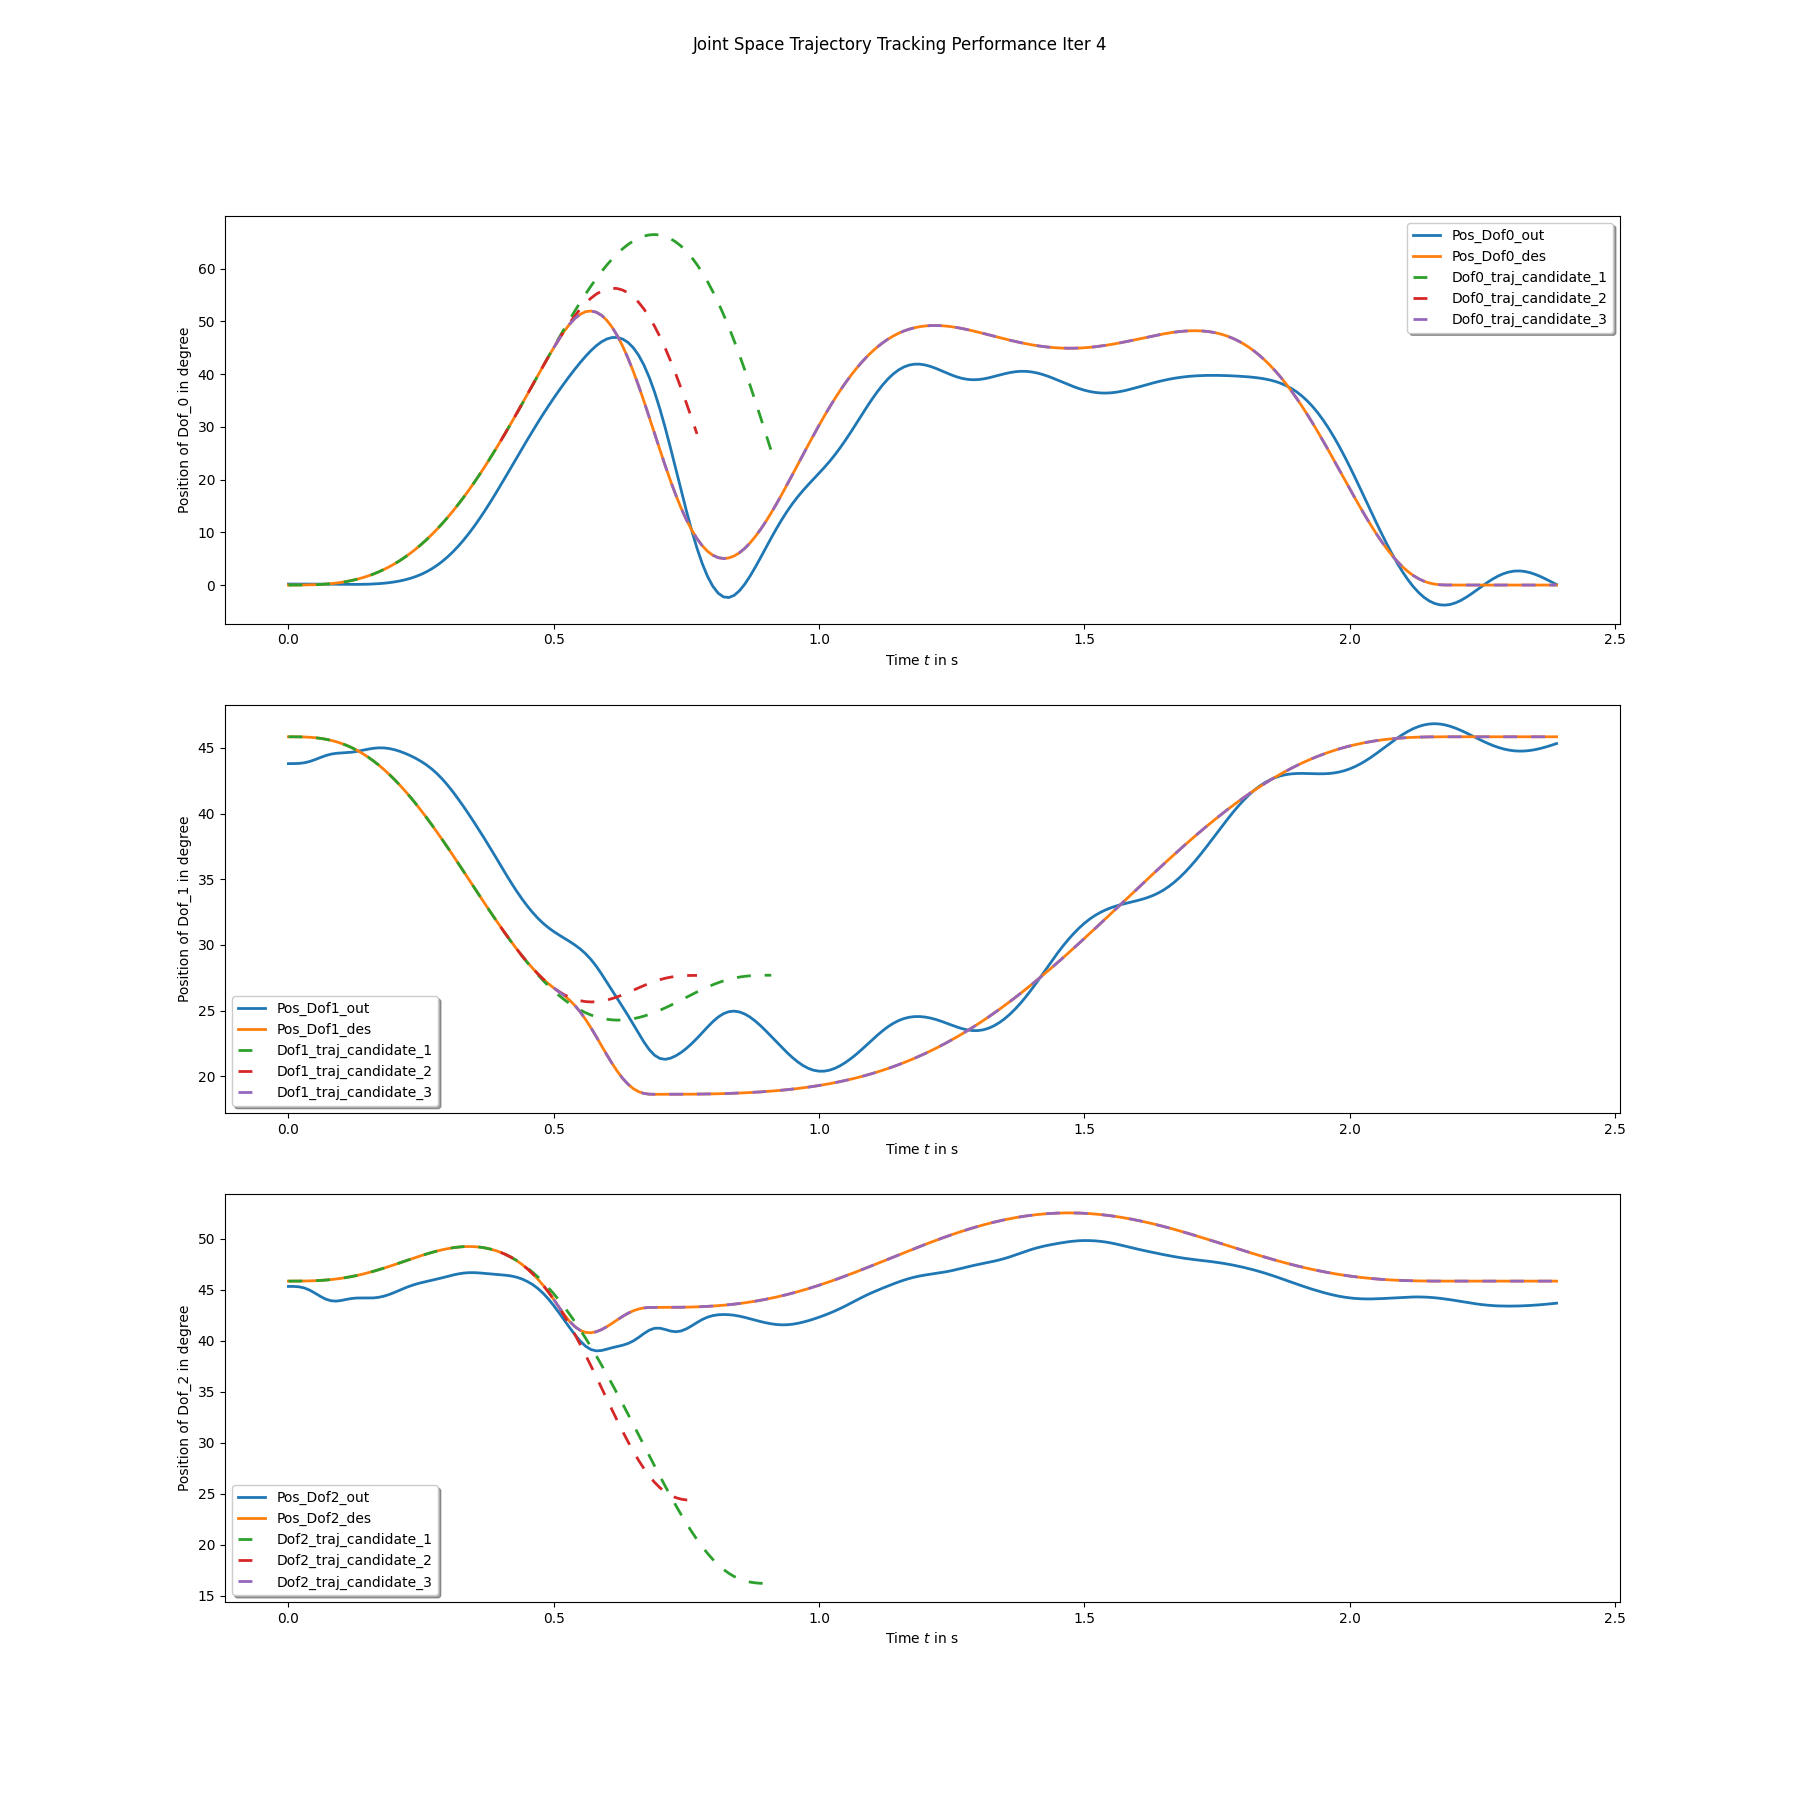 Joint Space Trajectory Tracking Performance Iter 4
Position of Dof_0 in degree
60
50
40
30
20
10
0
Pos_Dof0_out
Pos_Dof0_des
Dof0_traj_candidate_1
Dof0_traj_candidate_2
Dof0_traj_candidate_3
0.0 0.5 1.0 1.5 2.0 2.5
Time t in s
Position of Dof_1 in degree
45
40
35
30
25
20
Pos_Dof1_out
Pos_Dof1_des
Dof1_traj_candidate_1
Dof1_traj_candidate_2
Dof1_traj_candidate_3
0.0 0.5 1.0 1.5 2.0 2.5
Time t in s
Position of Dof_2 in degree
50
45
40
35
30
25
20
15
Pos_Dof2_out
Pos_Dof2_des
Dof2_traj_candidate_1
Dof2_traj_candidate_2
Dof2_traj_candidate_3
0.0 0.5 1.0 1.5 2.0 2.5
Time t in s